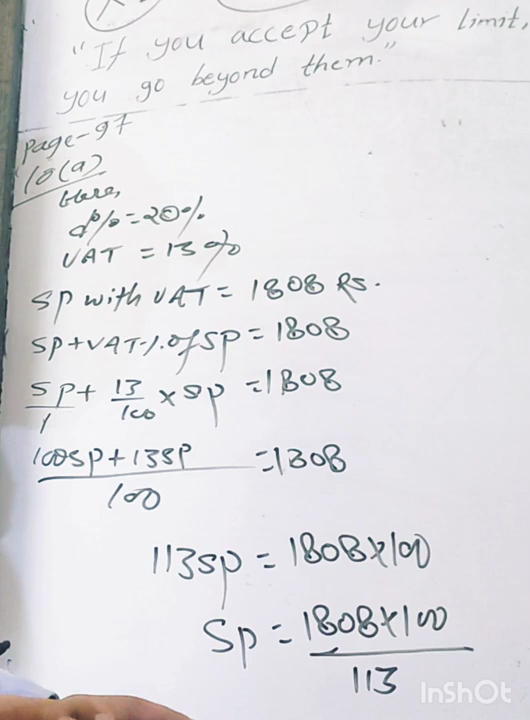 "If you accept your limit,
you go beyond them."
Page-97
10(a)
Here,
d%=20%
VAT = 13%
SP with VAT = 1808 RS.
SP+VAT%.of SP = 1808
SP/1 + 13/100 × SP = 1808
100SP+13SP/100 = 1808
113SP = 1808×100
SP = 1808×100/113
InShOt